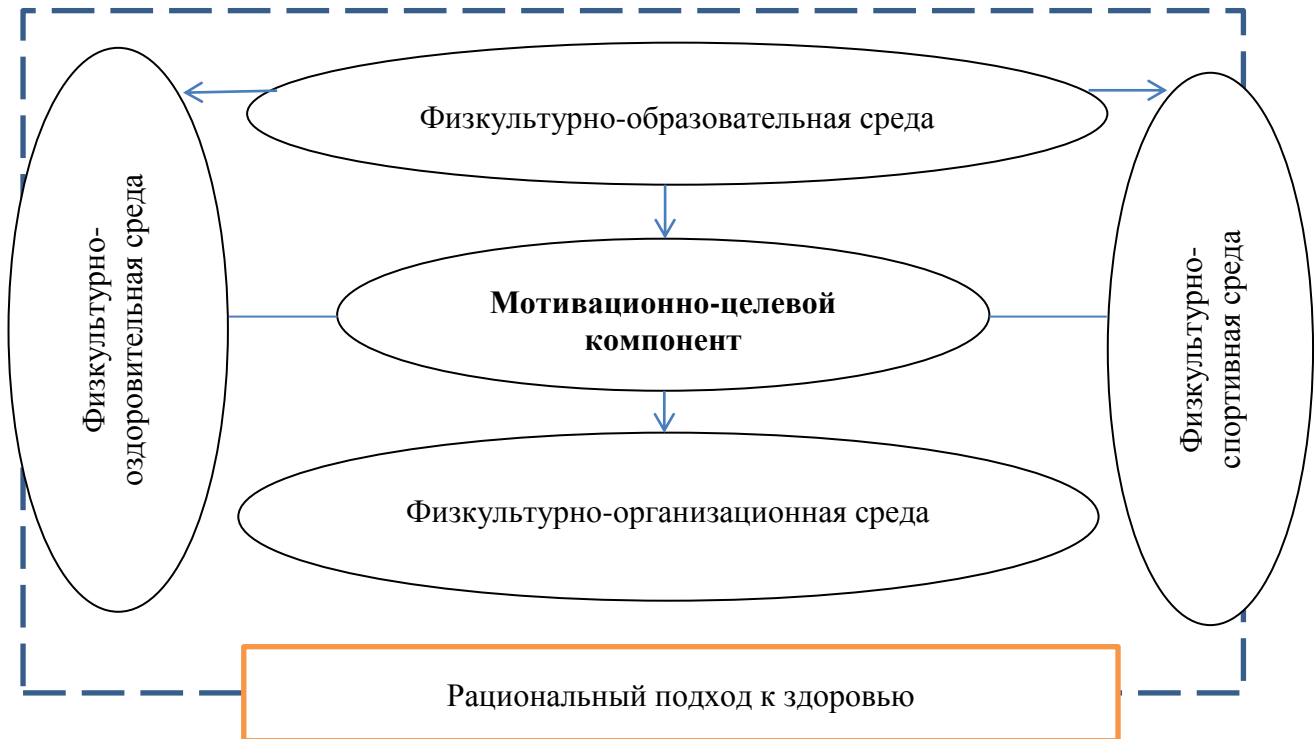 Физкультурно-образовательная среда
Физкультурно-
оздоровительная среда
Мотивационно-целевой
компонент
Физкультурно-
спортивная среда
Физкультурно-организационная среда
Рациональный подход к здоровью